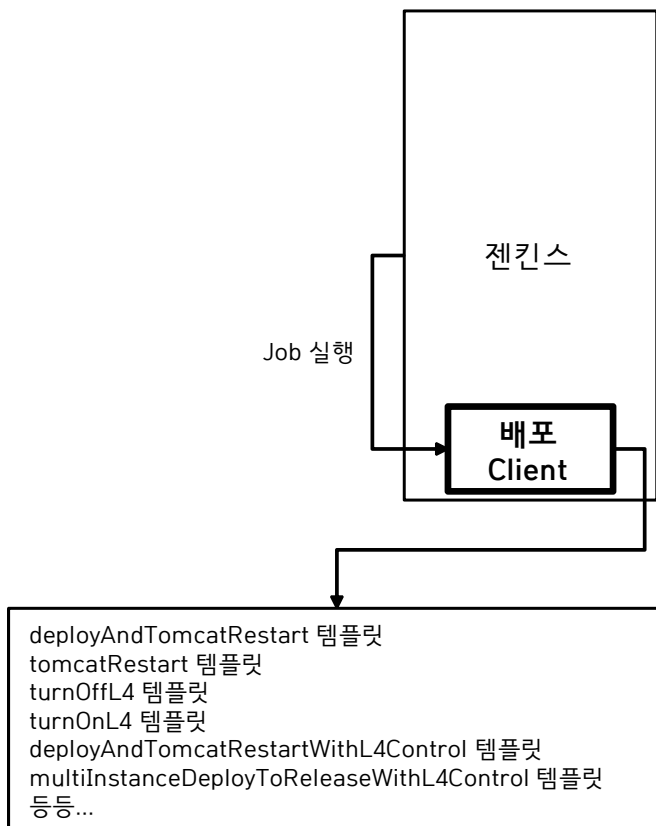 젠킨스
Job 실행
배포
Client
deployAndTomcatRestart 템플릿
tomcatRestart 템플릿
turnOffL4 템플릿
turnOnL4 템플릿
deployAndTomcatRestartWithL4Control 템플릿
multiInstanceDeployToReleaseWithL4Control 템플릿
등등...